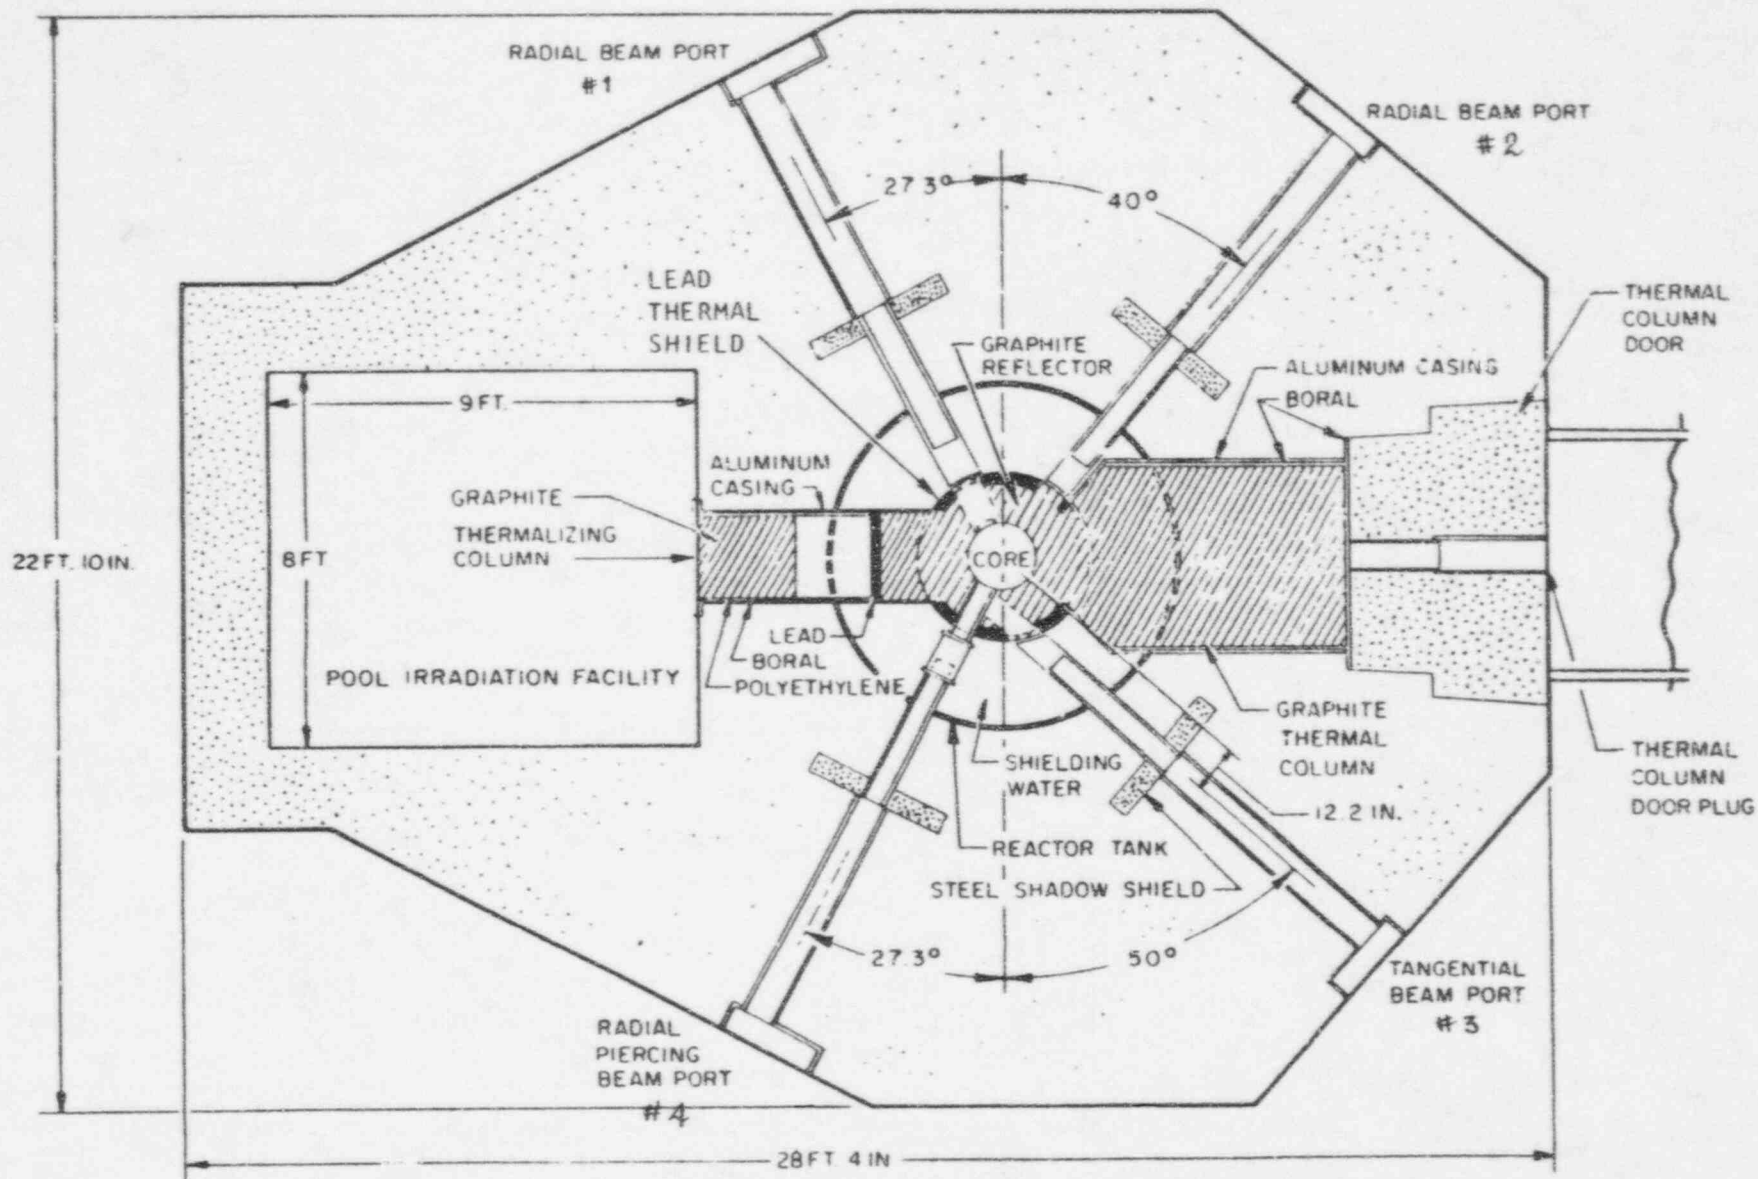 RADIAL BEAM PORT
#1
RADIAL BEAM PORT
#2
27.3°
40°
LEAD
THERMAL
SHIELD
GRAPHITE
REFLECTOR
THERMAL
COLUMN
DOOR
ALUMINUM CASING
BORAL
9 FT.
ALUMINUM
CASING
GRAPHITE
THERMALIZING
COLUMN
22 FT. 10 IN.
8 FT
CORE
LEAD
BORAL
POLYETHYLENE
POOL IRRADIATION FACILITY
GRAPHITE
THERMAL
COLUMN
SHIELDING
WATER
THERMAL
COLUMN
DOOR PLUG
12.2 IN.
REACTOR TANK
STEEL SHADOW SHIELD
27.3°
50°
TANGENTIAL
BEAM PORT
#3
RADIAL
PIERCING
BEAM PORT
#4
28 FT 4 IN